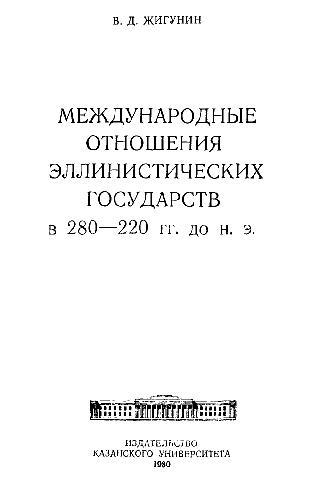 В. Д. ЖИГУНИН
МЕЖДУНАРОДНЫЕ
ОТНОШЕНИЯ
ЭЛЛИНИСТИЧЕСКИХ
ГОСУДАРСТВ
в 280—220 гг. до н. э.
ИЗДАТЕЛЬСТВО
КАЗАНСКОГО УНИВЕРСИТЕТА
1980